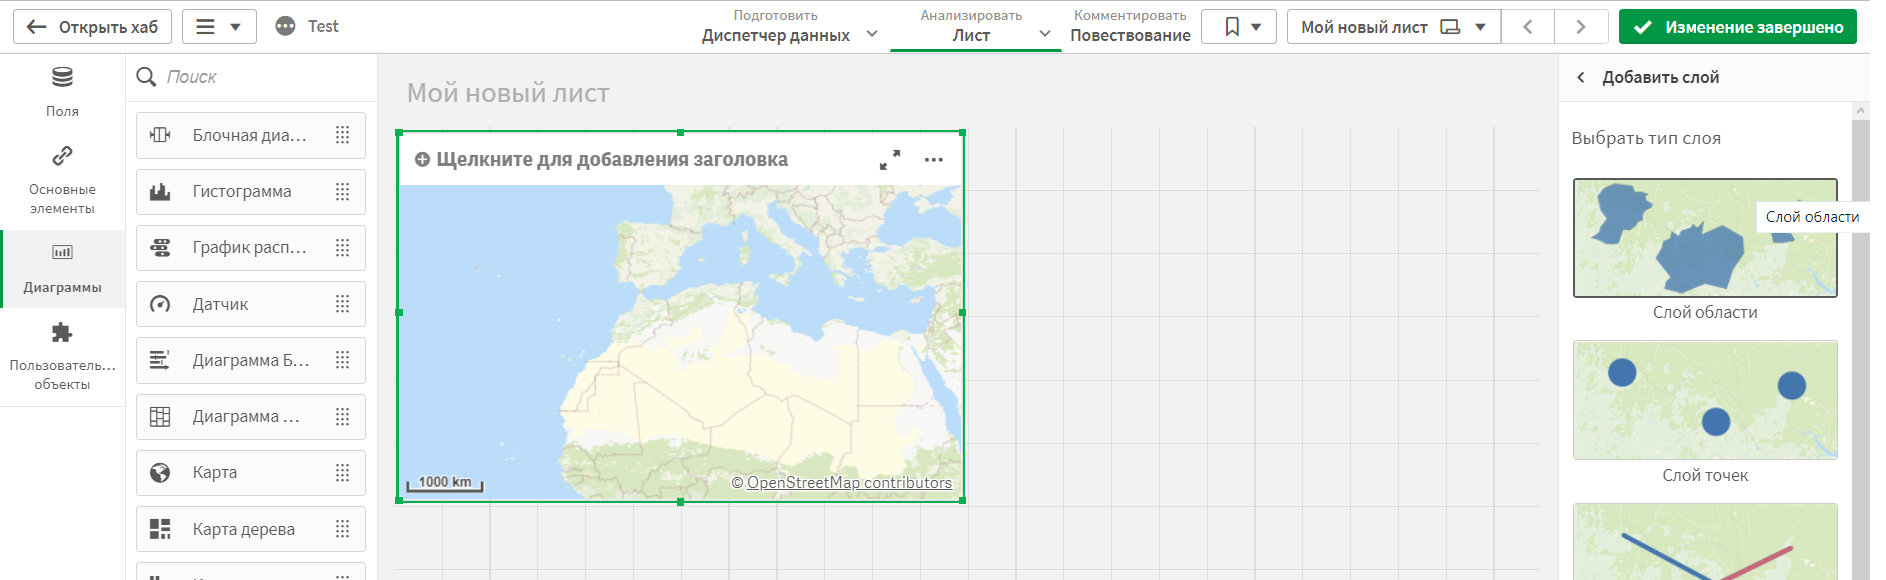 Открыть хаб
Test
Подготовить
Диспетчер данных
Анализировать
Лист
Комментировать
Повествование
Мой новый лист
Изменение завершено
Поля
Основные
элементы
Диаграммы
Пользователь...
объекты
Поиск
Блочная диа...
Гистограмма
График расп...
Датчик
Диаграмма Б...
Диаграмма ...
Карта
Карта дерева
Мой новый лист
Щелкните для добавления заголовка
1000 km
© OpenStreetMap contributors
Добавить слой
Выбрать тип слоя
Слой области
Слой области
Слой точек